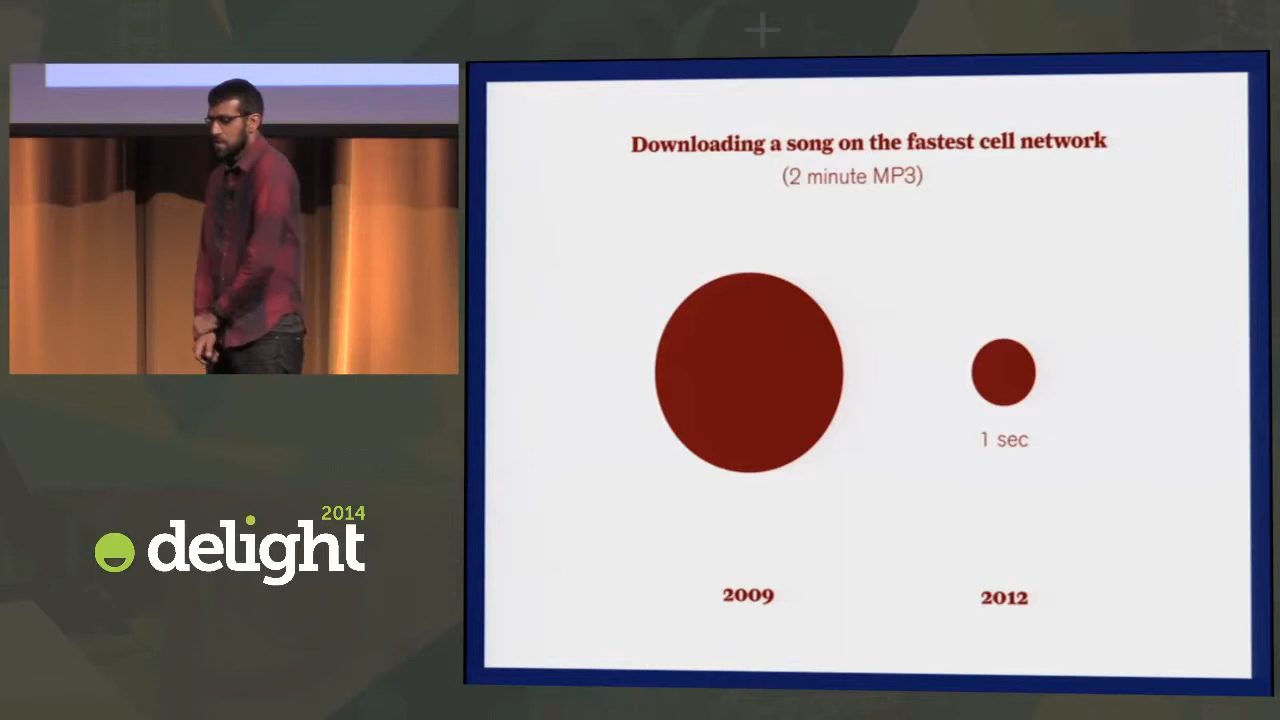 Downloading a song on the fastest cell network
(2 minute MP3)
1 sec
2009
2012
2014
delight